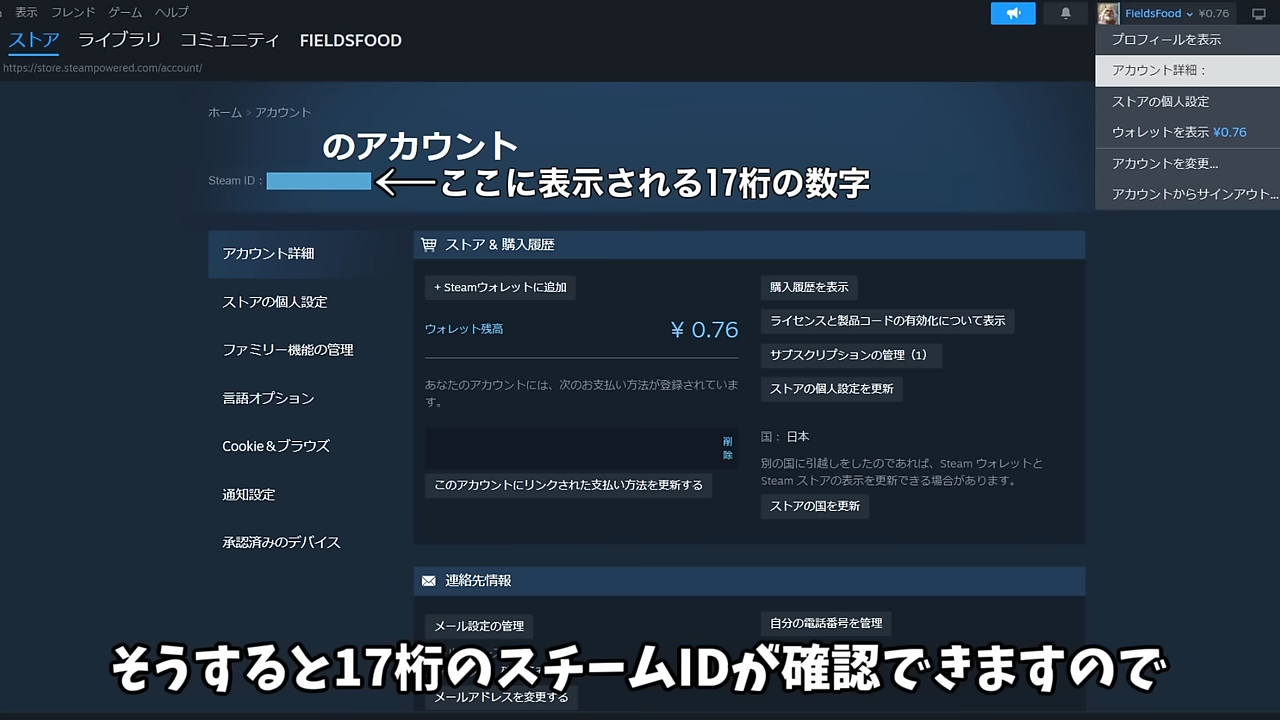 表示 フレンド ゲーム ヘルプ
FieldsFood ¥0.76
ストア ライブラリ コミュニティ FIELDSFOOD
https://store.steampowered.com/account/
プロフィールを表示
アカウント詳細：
ストアの個人設定
ウォレットを表示 ¥0.76
アカウントを変更...
アカウントからサインアウト...
ホーム > アカウント
のアカウント
Steam ID：
←ここに表示される17桁の数字
アカウント詳細
ストアの個人設定
ファミリー機能の管理
言語オプション
Cookie＆ブラウズ
通知設定
承認済みのデバイス
ストア & 購入履歴
+ Steamウォレットに追加
ウォレット残高 ¥ 0.76
あなたのアカウントには、次のお支払い方法が登録されていま
す。
削
除
このアカウントにリンクされた支払い方法を更新する
購入履歴を表示
ライセンスと製品コードの有効化について表示
サブスクリプションの管理（1）
ストアの個人設定を更新
国： 日本
別の国に引越しをしたのであれば、Steam ウォレットと
Steam ストアの表示を更新できる場合があります。
ストアの国を更新
連絡先情報
メール設定の管理
自分の電話番号を管理
メールアドレスを変更する
そうすると17桁のスチームIDが確認できますので